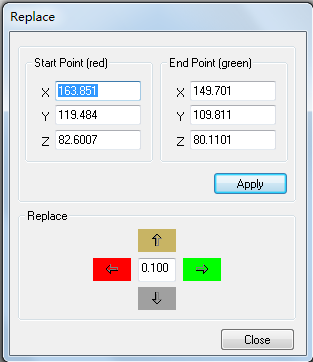 Replace
Start Point (red)
End Point (green)
X 163.851
X 149.701
Y 119.484
Y 109.811
Z 82.6007
Z 80.1101
Apply
Replace
0.100
Close